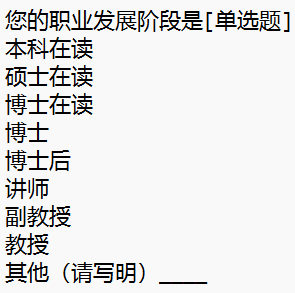 您的职业发展阶段是[单选题]
本科在读
硕士在读
博士在读
博士
博士后
讲师
副教授
教授
其他（请写明）_____